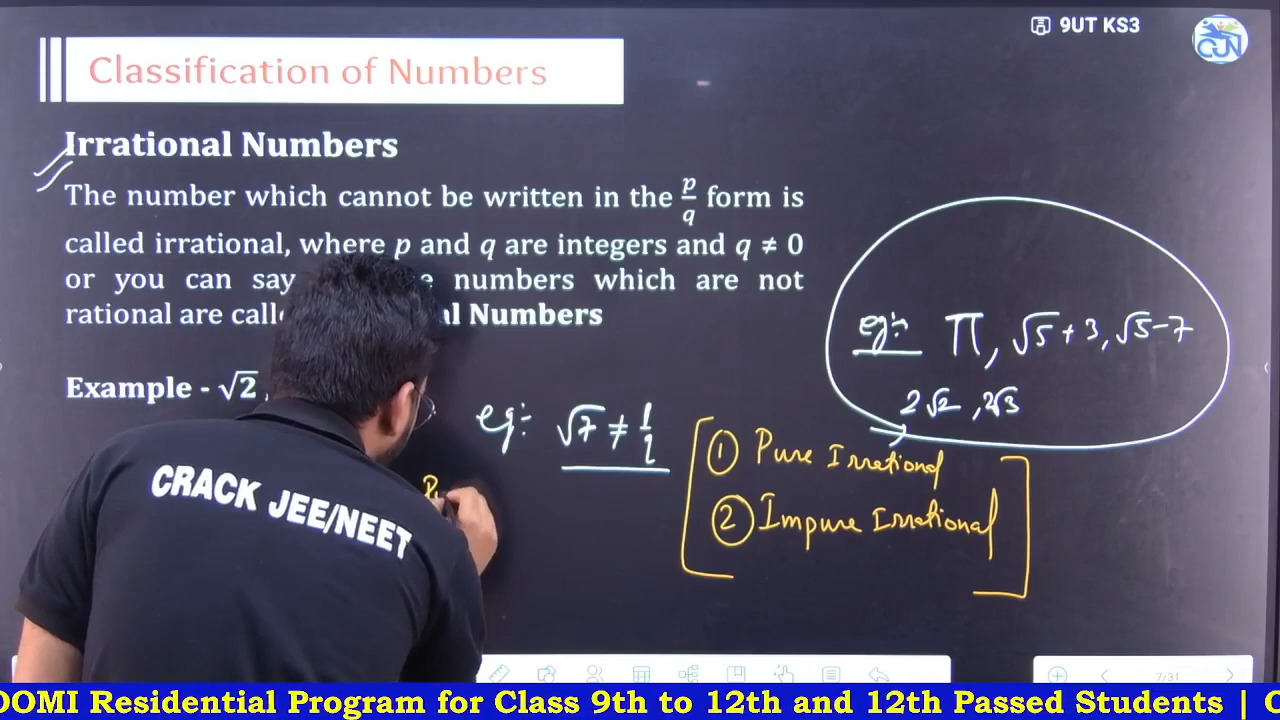 9UT KS3
CJN
Classification of Numbers
Irrational Numbers
The number which cannot be written in the p/q form is
called irrational, where p and q are integers and q ≠ 0
or you can say numbers which are not
rational are Numbers
Example - √2,
eg:- π, √5+3, √5-7
2√2, 2√3
eg:- √7 ≠
① Pure Irrational
② Impure Irrational
CRACK JEE/NEET
7/31
Residential Program for Class 9th to 12th and 12th Passed Students |